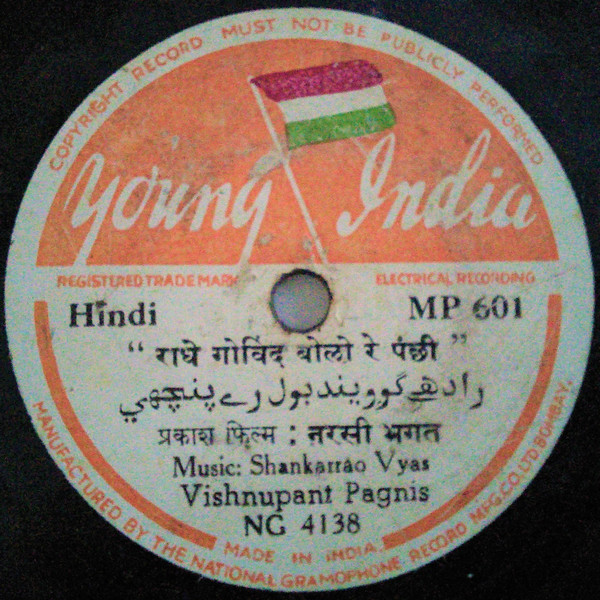 COPYRIGHT RECORD MUST NOT BE PUBLICLY PERFORMED
Young India
REGISTERED TRADE MARK
ELECTRICAL RECORDING
Hindi
MP 601
“ राधे गोविंद बोलो रे पंछी ”
رادھے گوویند بول رے پنچھي
प्रकाश फिल्म : नरसी भगत
Music: Shankarrao Vyas
Vishnupant Pagnis
NG 4138
MADE IN INDIA.
MANUFACTURED BY THE NATIONAL GRAMOPHONE RECORD MFG.CO.LTD BOMBAY.